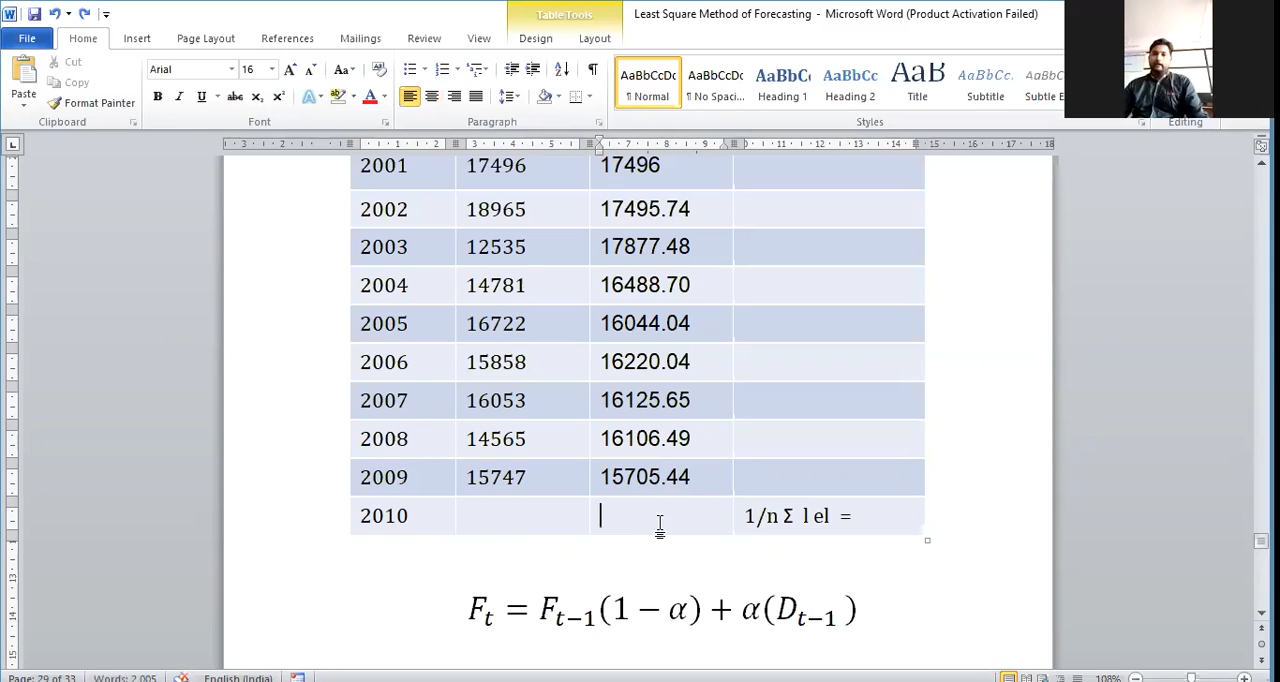 Table Tools
Least Square Method of Forecasting - Microsoft Word (Product Activation Failed)
File Home Insert Page Layout References Mailings Review View Design Layout
Cut
Copy
Format Painter
Paste
Clipboard
Arial 16
Font
Paragraph
AaBbCcDc AaBbCcDc AaBbC AaBbCc AaB AaBbCc. AaBbC
¶ Normal ¶ No Spaci... Heading 1 Heading 2 Title Subtitle Subtle E
Styles
Editing
2001 17496 17496
2002 18965 17495.74
2003 12535 17877.48
2004 14781 16488.70
2005 16722 16044.04
2006 15858 16220.04
2007 16053 16125.65
2008 14565 16106.49
2009 15747 15705.44
2010 1/n Σ l el =
F_t = F_{t−1}(1 − α) + α(D_{t−1} )
Page: 29 of 33 Words: 2,005 English (India) 108%